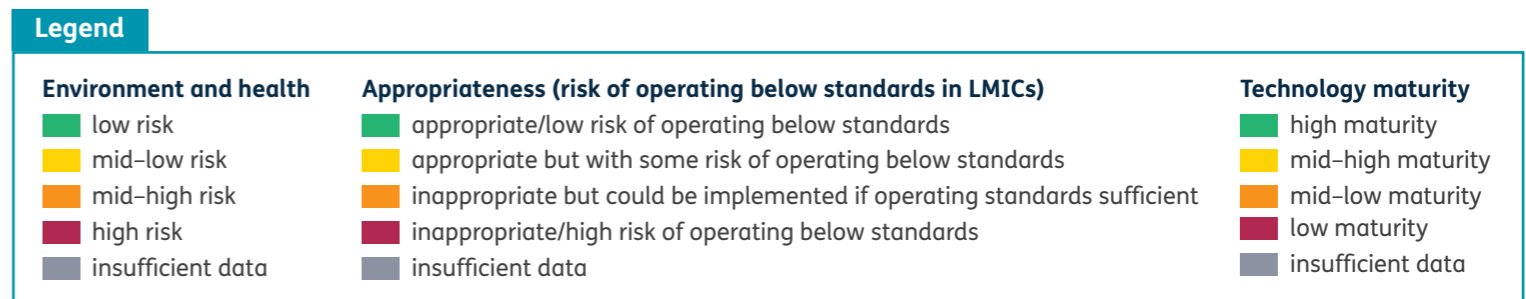 Legend
Environment and health
low risk
mid–low risk
mid–high risk
high risk
insufficient data
Appropriateness (risk of operating below standards in LMICs)
appropriate/low risk of operating below standards
appropriate but with some risk of operating below standards
inappropriate but could be implemented if operating standards sufficient
inappropriate/high risk of operating below standards
insufficient data
Technology maturity
high maturity
mid–high maturity
mid–low maturity
low maturity
insufficient data